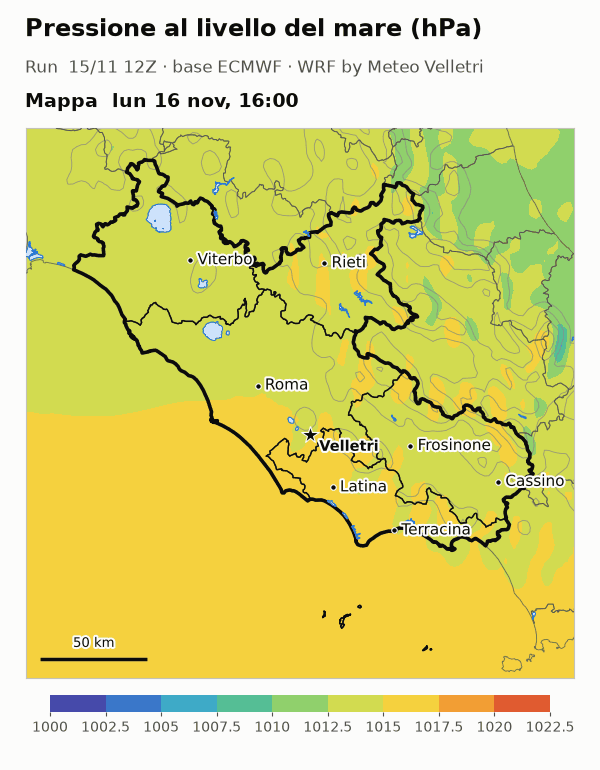 Pressione al livello del mare (hPa)
Run  15/11 12Z · base ECMWF · WRF by Meteo Velletri
Mappa  lun 16 nov, 16:00
Viterbo
Rieti
Roma
Velletri
Frosinone
Latina
Cassino
Terracina
50 km
1000 1002.5 1005 1007.5 1010 1012.5 1015 1017.5 1020 1022.5